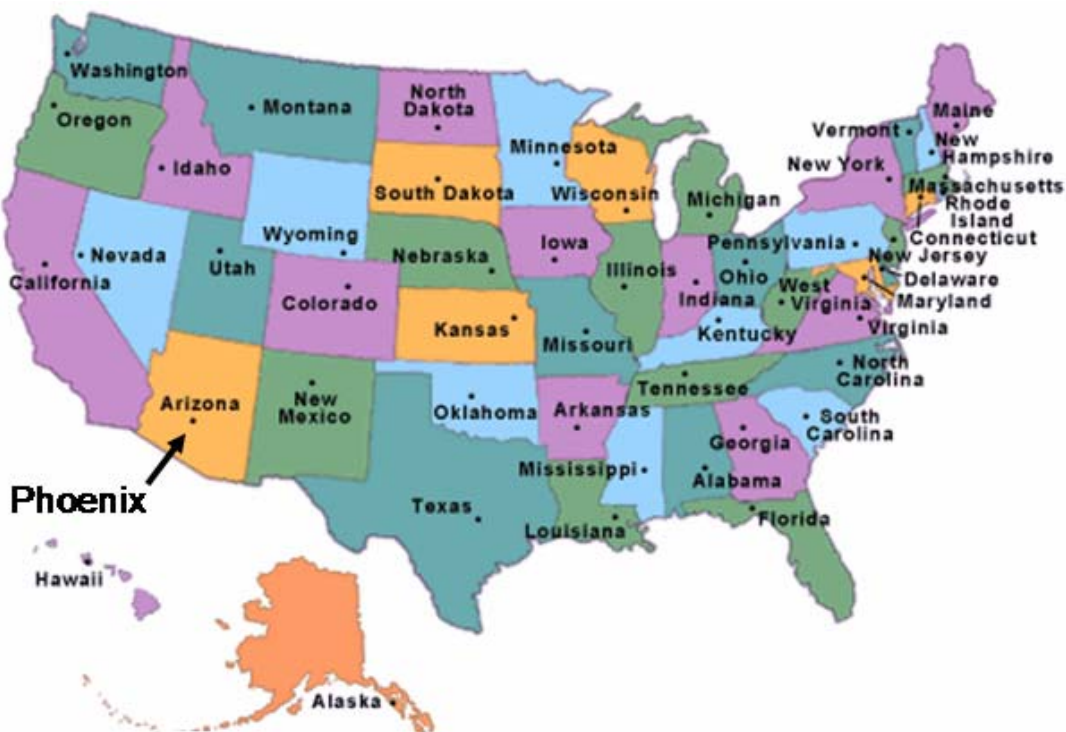 Washington
Oregon
Idaho
Montana
North
Dakota
Minnesota
South Dakota
Wisconsin
Michigan
Vermont
Maine
New
Hampshire
New York
Massachusetts
Rhode
Island
Connecticut
New Jersey
Delaware
Maryland
Pennsylvania
California
Nevada
Utah
Wyoming
Colorado
Nebraska
Iowa
Illinois
Indiana
Ohio
West
Virginia
Virginia
Kansas
Missouri
Kentucky
North
Carolina
Tennessee
South
Carolina
Arizona
New
Mexico
Oklahoma
Arkansas
Georgia
Mississippi
Alabama
Phoenix
Texas
Louisiana
Florida
Hawaii
Alaska